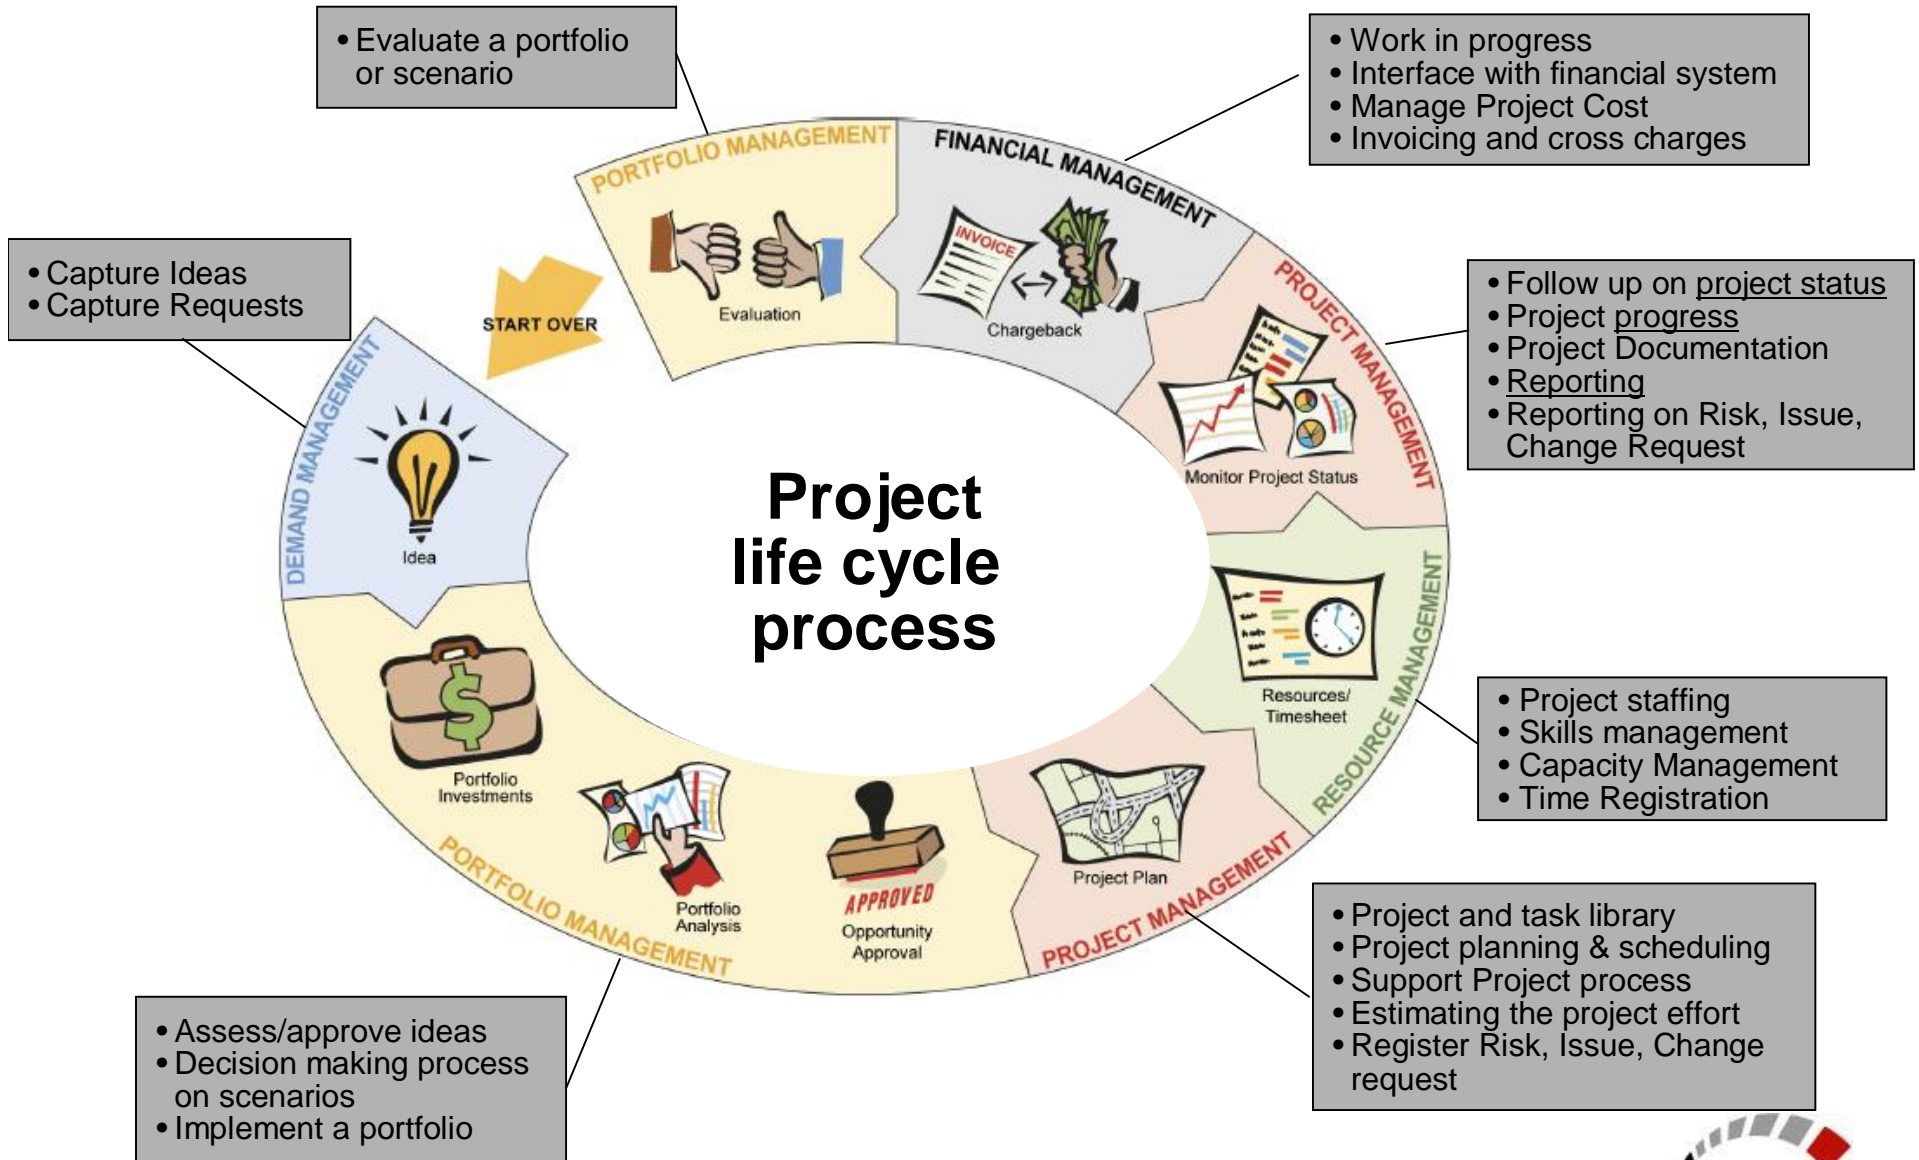 • Evaluate a portfolio
or scenario
• Work in progress
• Interface with financial system
• Manage Project Cost
• Invoicing and cross charges
PORTFOLIO MANAGEMENT
FINANCIAL MANAGEMENT
INVOICE
Evaluation
Chargeback
START OVER
• Capture Ideas
• Capture Requests
PROJECT MANAGEMENT
Monitor Project Status
• Follow up on project status
• Project progress
• Project Documentation
• Reporting
• Reporting on Risk, Issue,
Change Request
DEMAND MANAGEMENT
Idea
Project
life cycle
process
RESOURCE MANAGEMENT
Resources/
Timesheet
• Project staffing
• Skills management
• Capacity Management
• Time Registration
Portfolio
Investments
PORTFOLIO MANAGEMENT
Portfolio
Analysis
APPROVED
Opportunity
Approval
Project Plan
PROJECT MANAGEMENT
• Project and task library
• Project planning & scheduling
• Support Project process
• Estimating the project effort
• Register Risk, Issue, Change
request
• Assess/approve ideas
• Decision making process
on scenarios
• Implement a portfolio